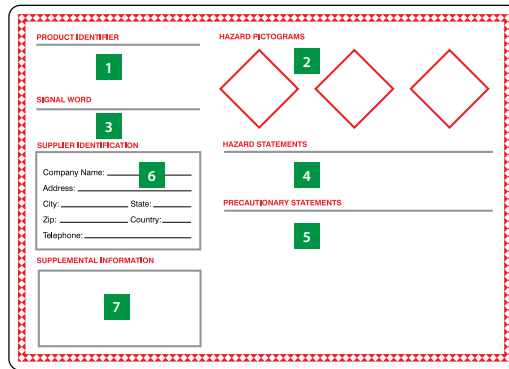 PRODUCT IDENTIFIER
1
SIGNAL WORD
3
SUPPLIER IDENTIFICATION
Company Name:
6
Address:
City: State:
Zip: Country:
Telephone:
SUPPLEMENTAL INFORMATION
7
HAZARD PICTOGRAMS
2
HAZARD STATEMENTS
4
PRECAUTIONARY STATEMENTS
5